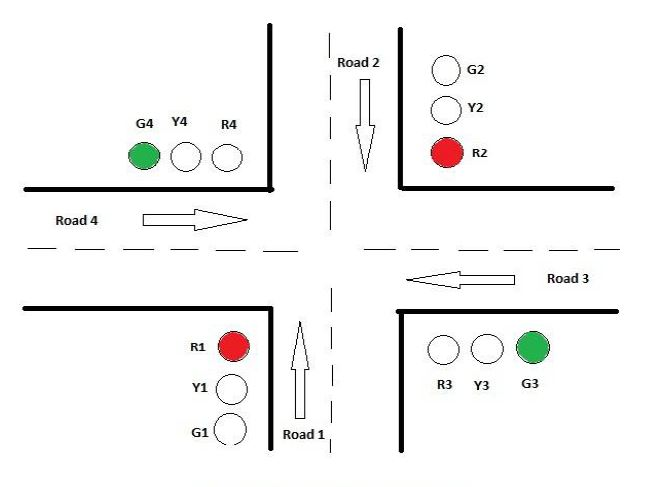 Road 2
G2
Y2
R2
G4 Y4 R4
Road 4
Road 3
R1
Y1
G1
Road 1
R3 Y3 G3